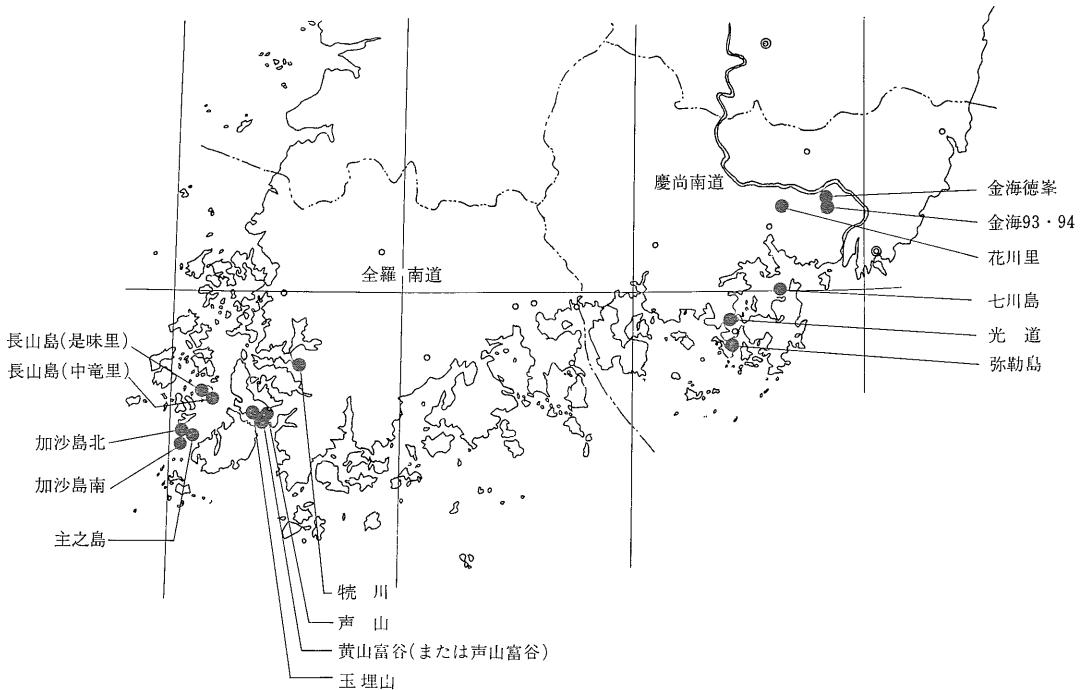 慶尚南道
金海徳峯
金海93・94
花川里
全羅南道
七川島
光　道
長山島(是味里)
弥勒島
長山島(中竜里)
加沙島北
加沙島南
主之島
犢　川
声　山
黄山富谷(または声山富谷)
玉埋山